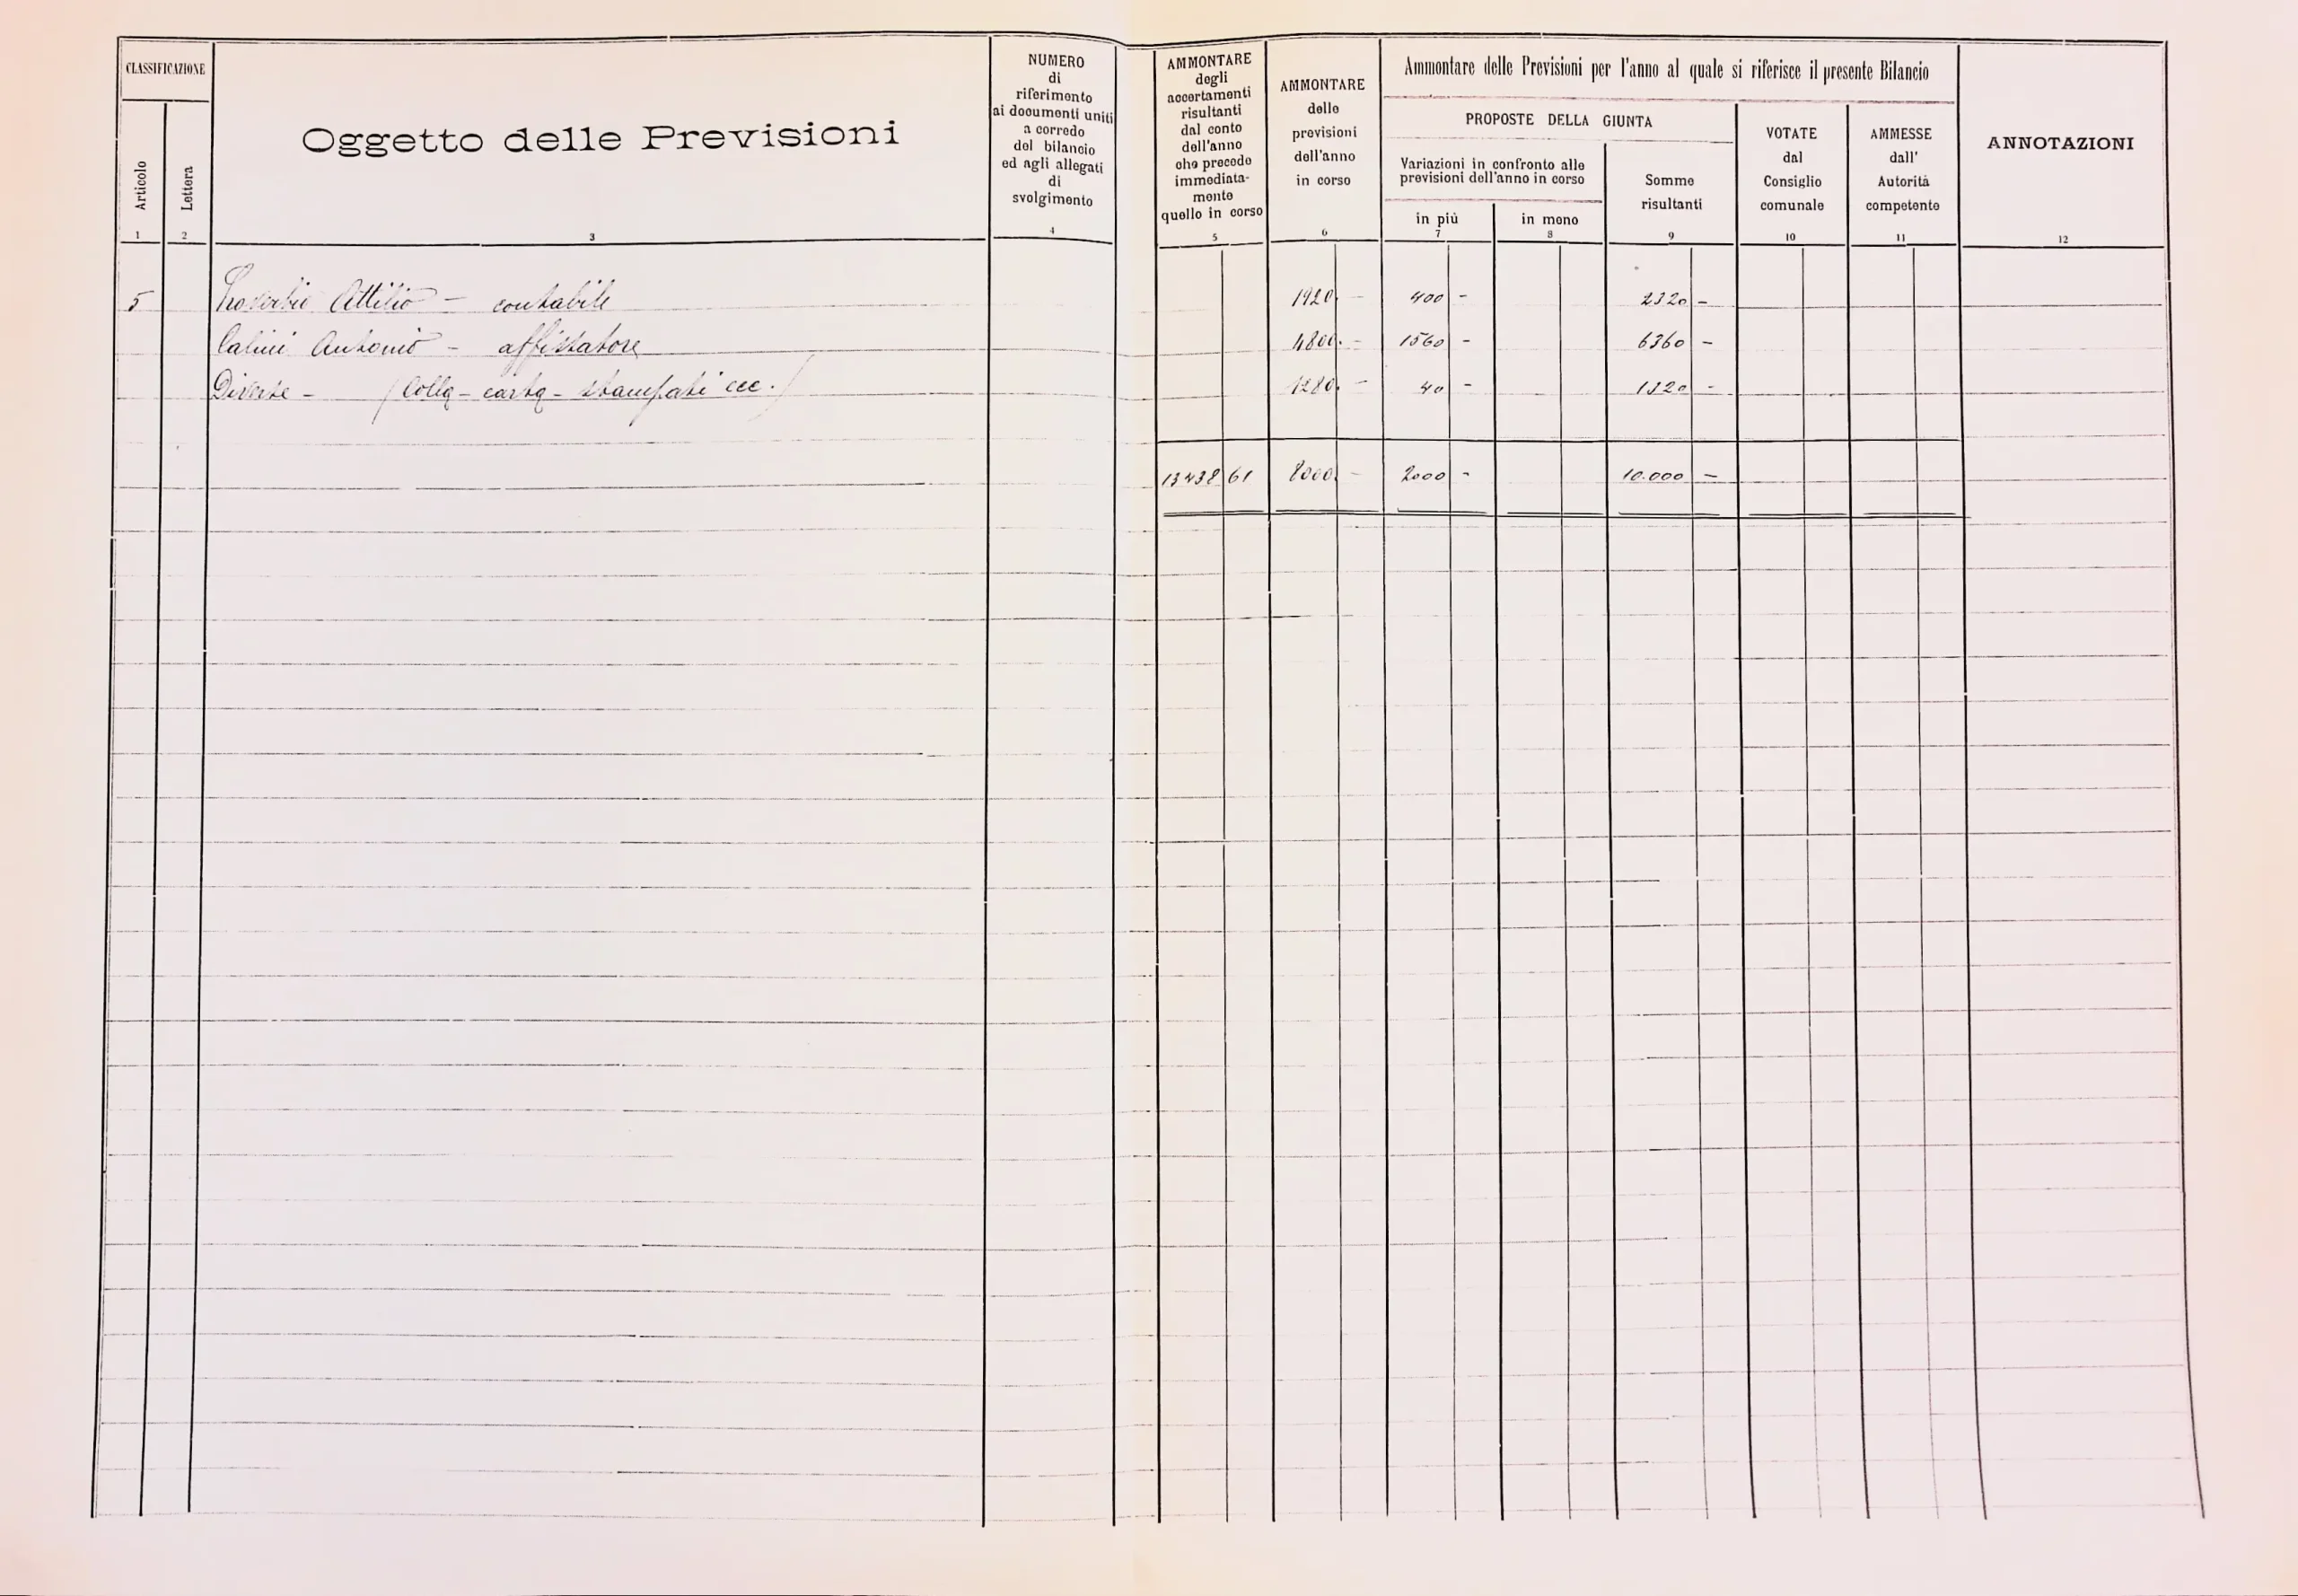 CLASSIFICAZIONE
Articolo
Lettera
Oggetto delle Previsioni
NUMERO
di
riferimento
ai documenti uniti
a corredo
del bilancio
ed agli allegati
di
svolgimento
AMMONTARE
degli
accertamenti
risultanti
dal conto
dell'anno
che precede
immediata-
mente
quello in corso
AMMONTARE
delle
previsioni
dell'anno
in corso
Ammontare delle Previsioni per l'anno al quale si riferisce il presente Bilancio
PROPOSTE DELLA GIUNTA
Variazioni in confronto alle
previsioni dell'anno in corso
in più
in meno
Somme
risultanti
VOTATE
dal
Consiglio
comunale
AMMESSE
dall'
Autorità
competente
ANNOTAZIONI
1 2 3 4 5 6 7 8 9 10 11 12
5 Attilio - contabile 1920 - 400 - 2320 -
Calini Antonio - affissatore 4800 - 1560 - 6360 -
Diverse - (Colla - carta - stampati ecc.) 1280 - 40 - 1320 -
13438 61 8000 - 2000 - 10.000 -